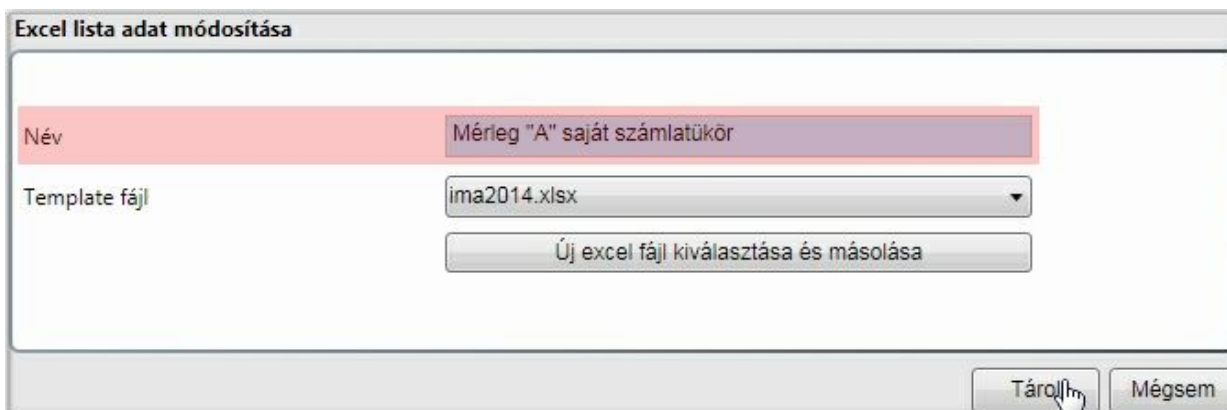 Excel lista adat módosítása
Név
Mérleg "A" saját számlatükör
Template fájl
ima2014.xlsx
Új excel fájl kiválasztása és másolása
Tárol
Mégsem